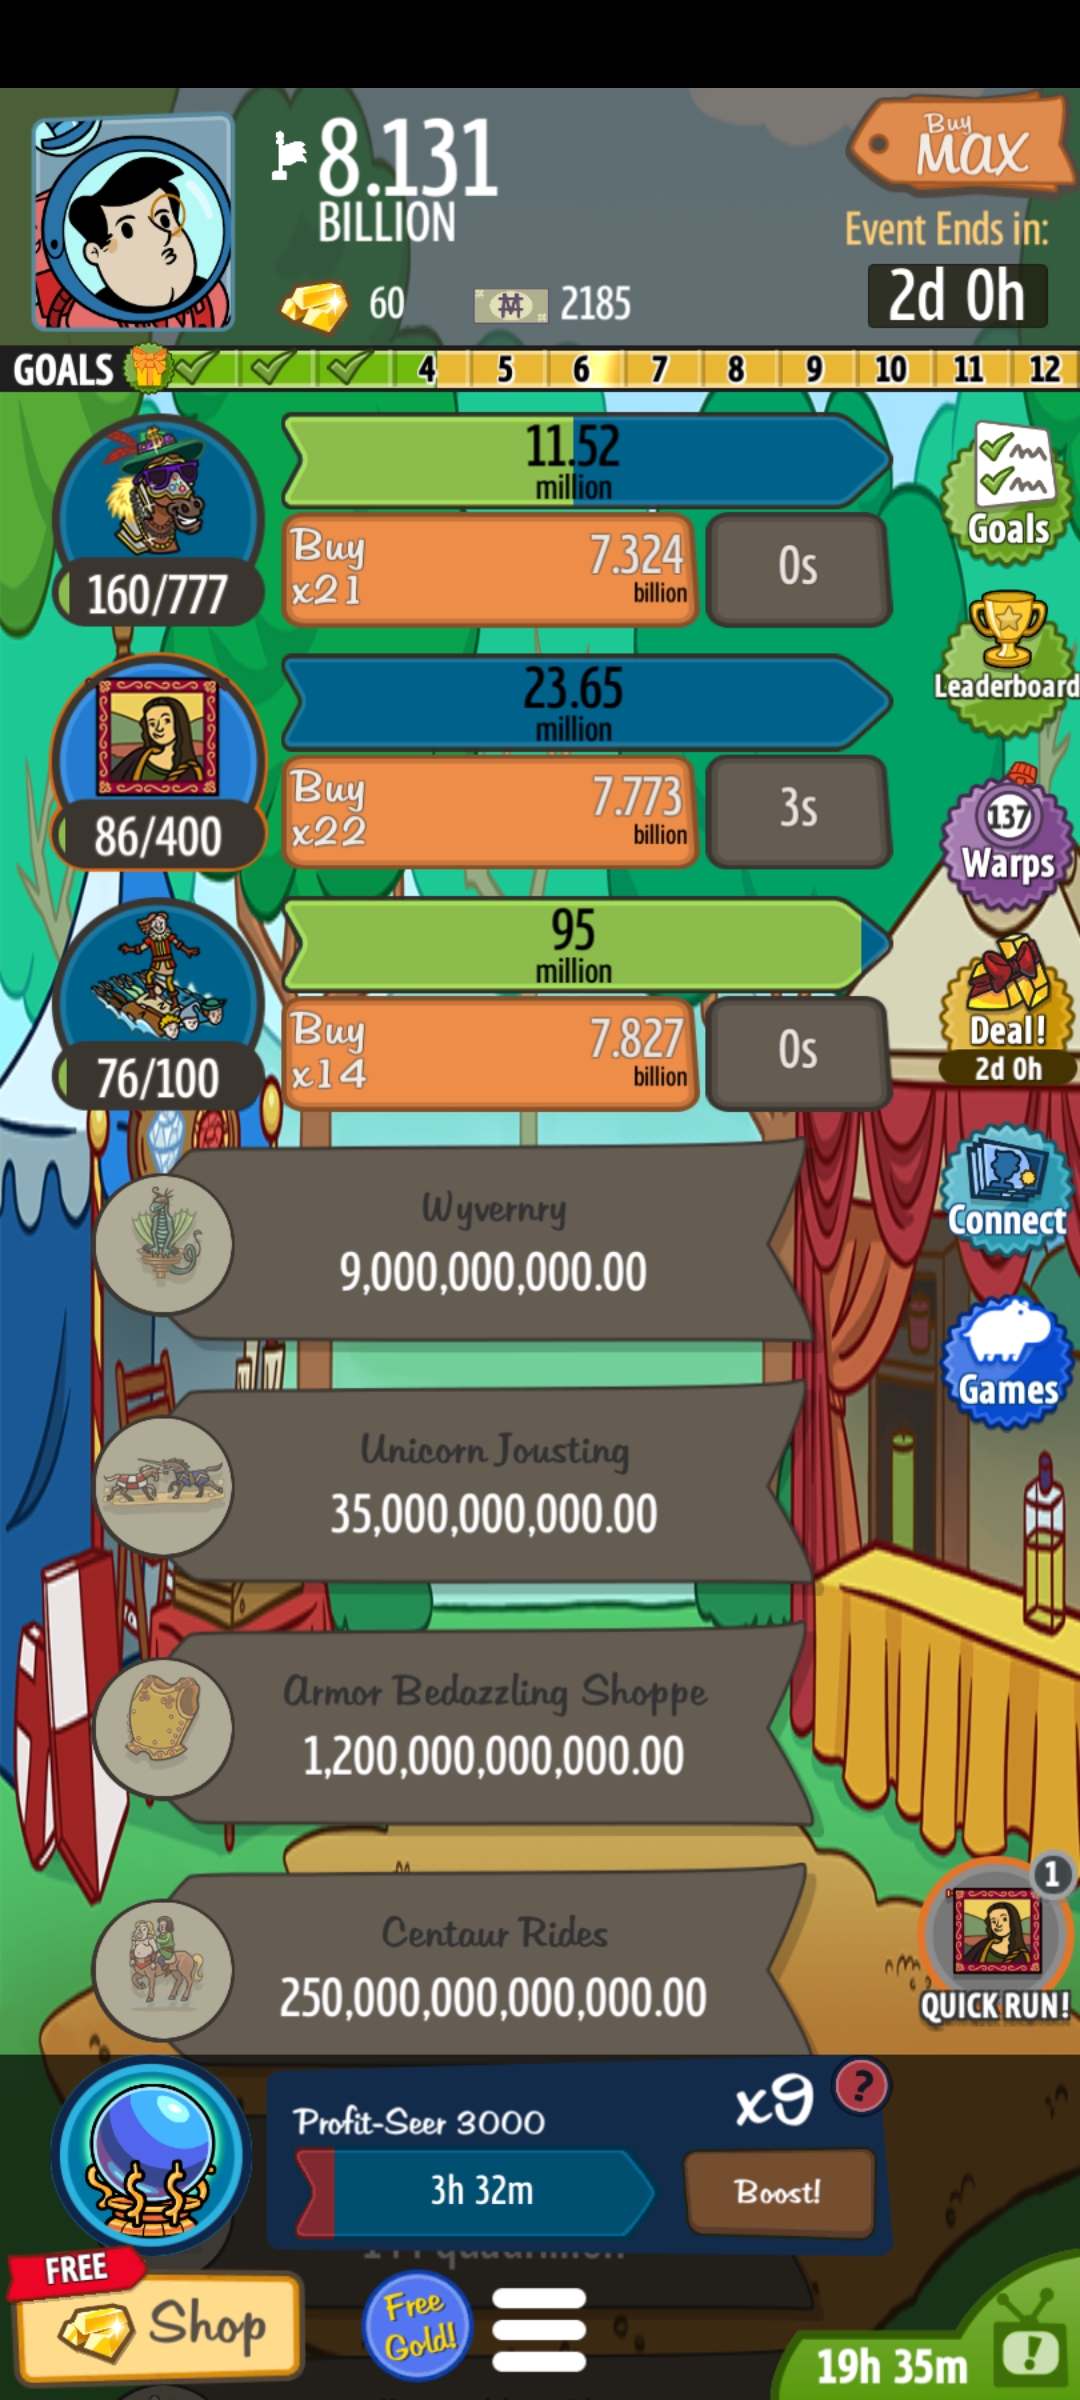 8.131
BILLION
Buy
MAX
Event Ends in:
2d 0h
60
2185
GOALS
4
5
6
7
8
9
10
11
12
11.52
million
Buy
x21
7.324
billion
0s
160/777
Goals
23.65
million
Buy
x22
7.773
billion
3s
86/400
Leaderboard
137
Warps
95
million
Buy
x14
7.827
billion
0s
76/100
Deal!
2d 0h
Wyvernry
9,000,000,000.00
Connect
Games
Unicorn Jousting
35,000,000,000.00
Armor Bedazzling Shoppe
1,200,000,000,000.00
Centaur Rides
250,000,000,000,000.00
1
QUICK RUN!
Profit-Seer 3000
x9
?
3h 32m
Boost!
FREE
Shop
Free
Gold!
19h 35m
!